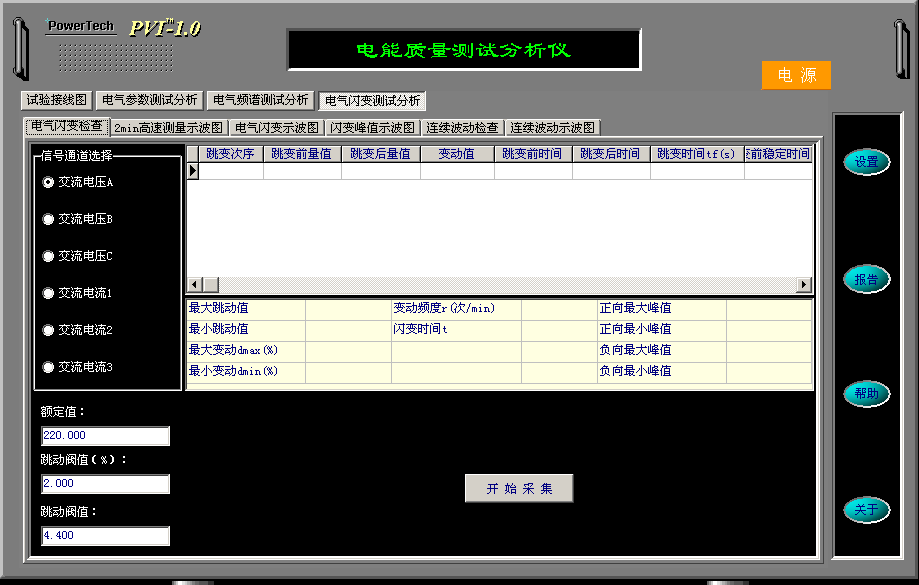 PowerTech PVI™-1.0
电能质量测试分析仪
电 源
试验接线图 电气参数测试分析 电气频谱测试分析 电气闪变测试分析
电气闪变检查 2min高速测量示波图 电气闪变示波图 闪变峰值示波图 连续波动检查 连续波动示波图
信号通道选择
交流电压A
交流电压B
交流电压C
交流电流1
交流电流2
交流电流3
跳变次序 跳变前量值 跳变后量值 变动值 跳变前时间 跳变后时间 跳变时间tf(s) 变前稳定时间
最大跳动值 变动频度r(次/min) 正向最大峰值
最小跳动值 闪变时间t 正向最小峰值
最大变动dmax(%) 负向最大峰值
最小变动dmin(%) 负向最小峰值
额定值：
220.000
跳动阀值(%)：
2.000
跳动阀值：
4.400
开 始 采 集
设置
报告
帮助
关于